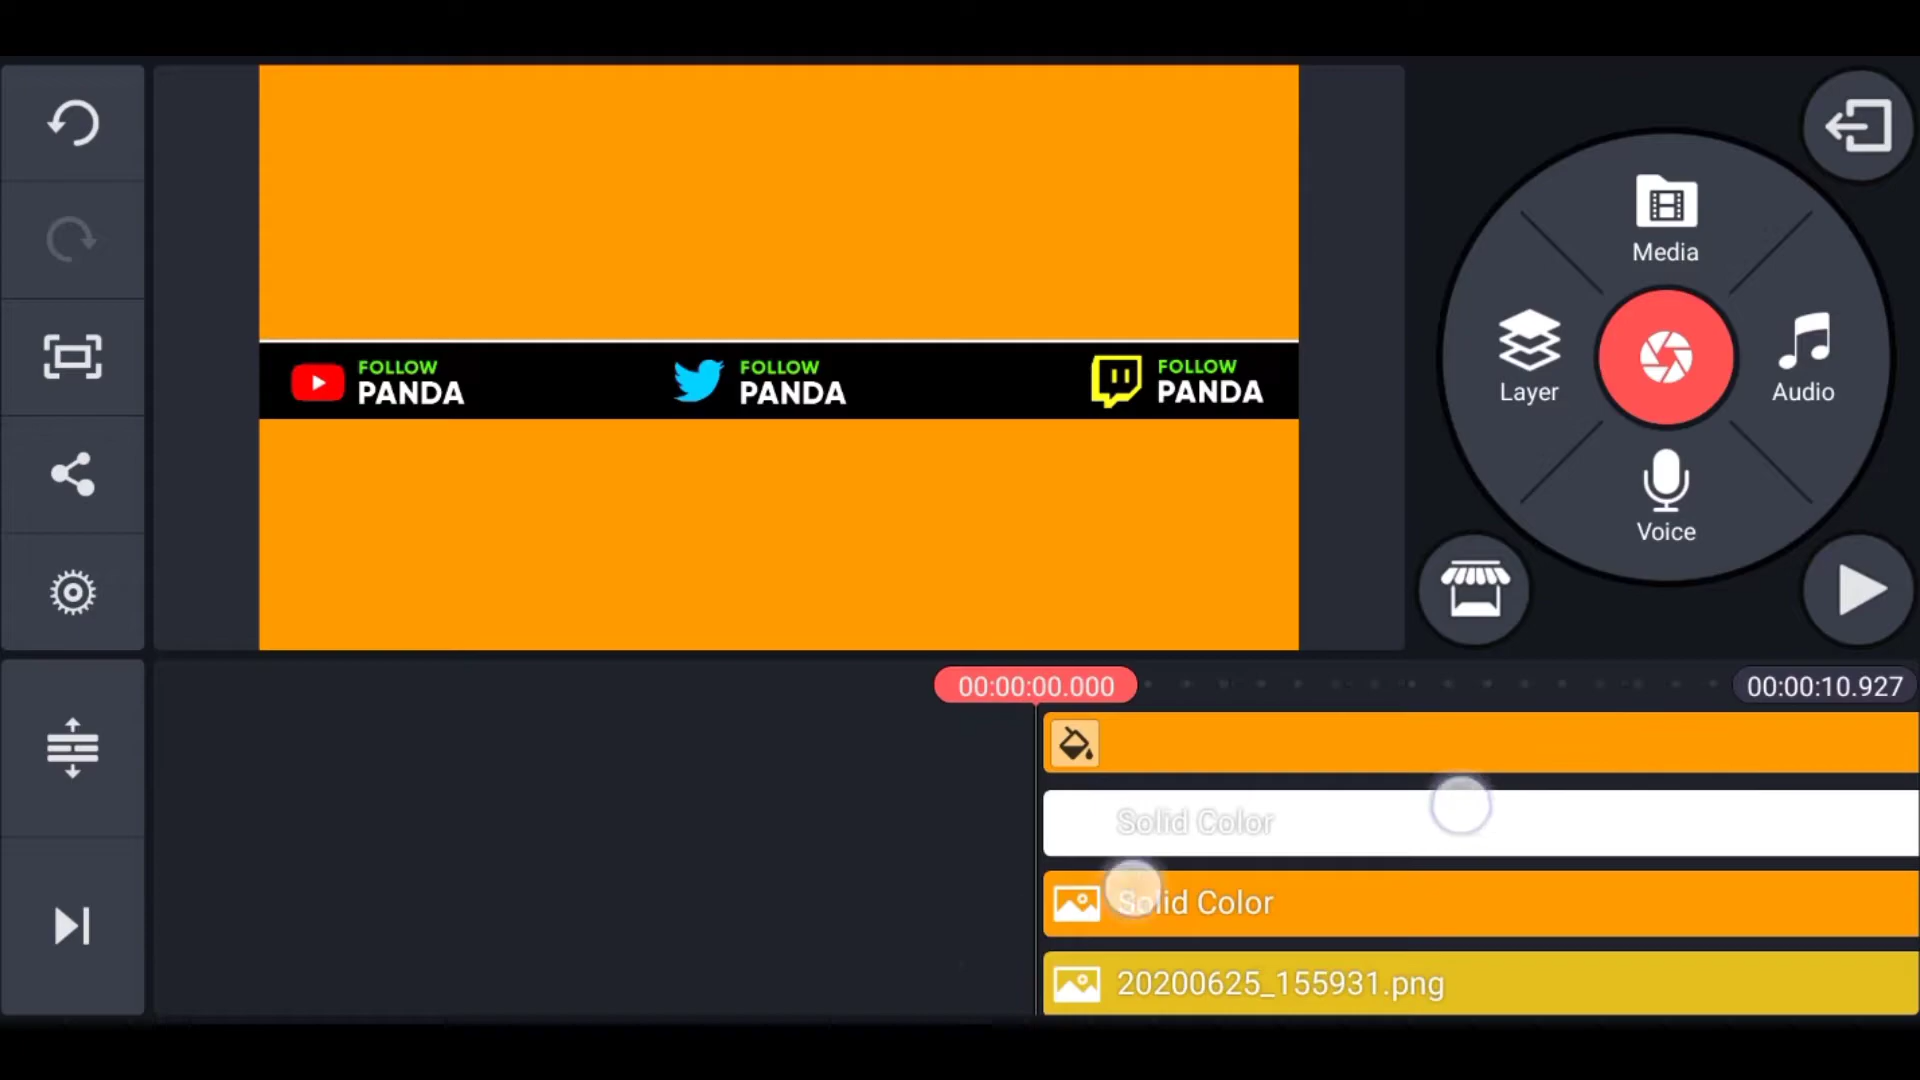 FOLLOW
PANDA
FOLLOW
PANDA
FOLLOW
PANDA
Media
Layer
Audio
Voice
00:00:00.000
00:00:10.927
Solid Color
Solid Color
20200625_155931.png